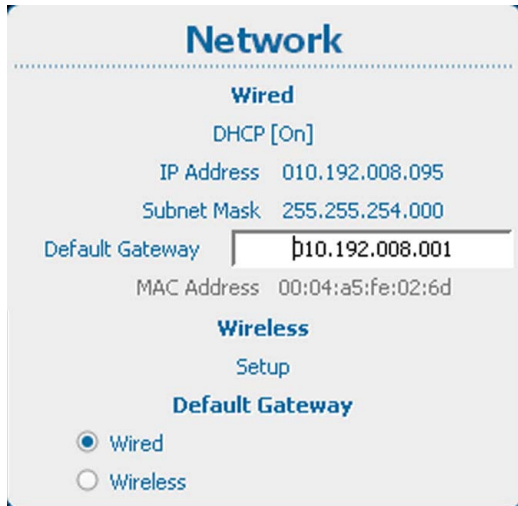 Network
Wired
DHCP [On]
IP Address 010.192.008.095
Subnet Mask 255.255.254.000
Default Gateway 010.192.008.001
MAC Address 00:04:a5:fe:02:6d
Wireless
Setup
Default Gateway
Wired
Wireless